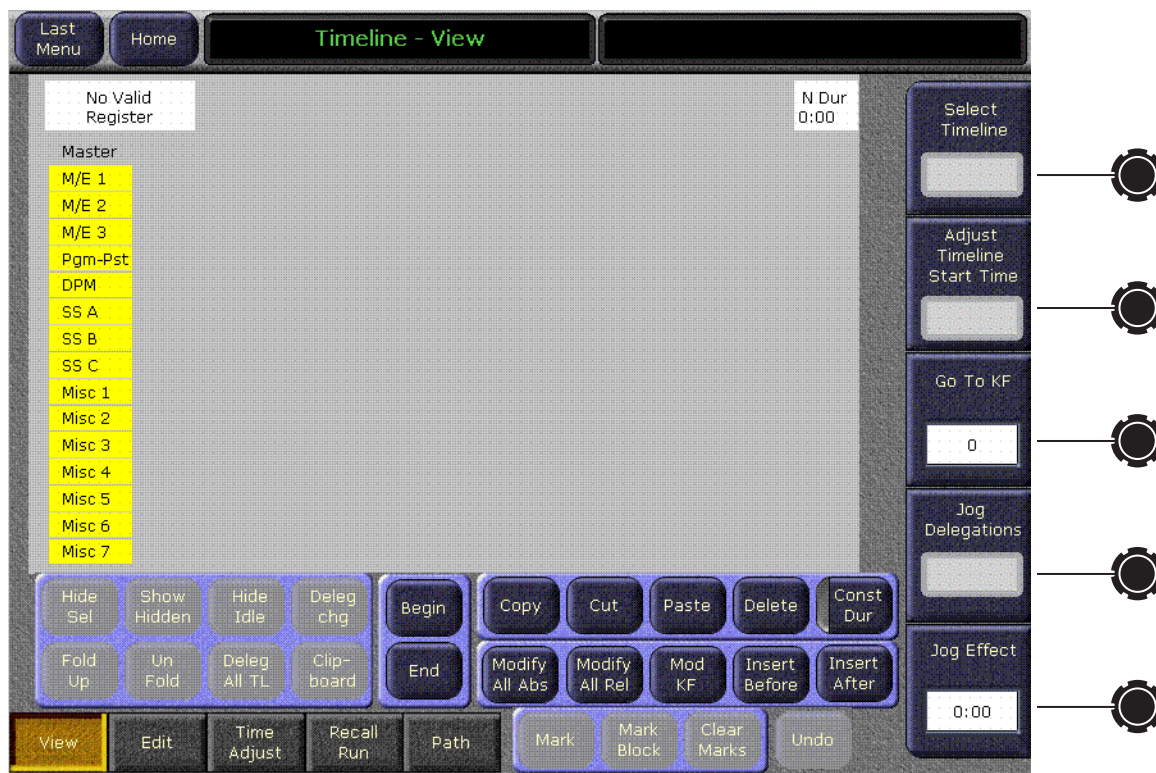 Last
Menu
Home
Timeline - View
No Valid
Register
N Dur
0:00
Master
M/E 1
M/E 2
M/E 3
Pgm-Pst
DPM
SS A
SS B
SS C
Misc 1
Misc 2
Misc 3
Misc 4
Misc 5
Misc 6
Misc 7
Select
Timeline
Adjust
Timeline
Start Time
Go To KF
0
Jog
Delegations
Jog Effect
0:00
Hide
Sel
Show
Hidden
Hide
Idle
Deleg
chg
Fold
Up
Un
Fold
Deleg
All TL
Clip-
board
Begin
End
Copy
Cut
Paste
Delete
Const
Dur
Modify
All Abs
Modify
All Rel
Mod
KF
Insert
Before
Insert
After
View
Edit
Time
Adjust
Recall
Run
Path
Mark
Mark
Block
Clear
Marks
Undo